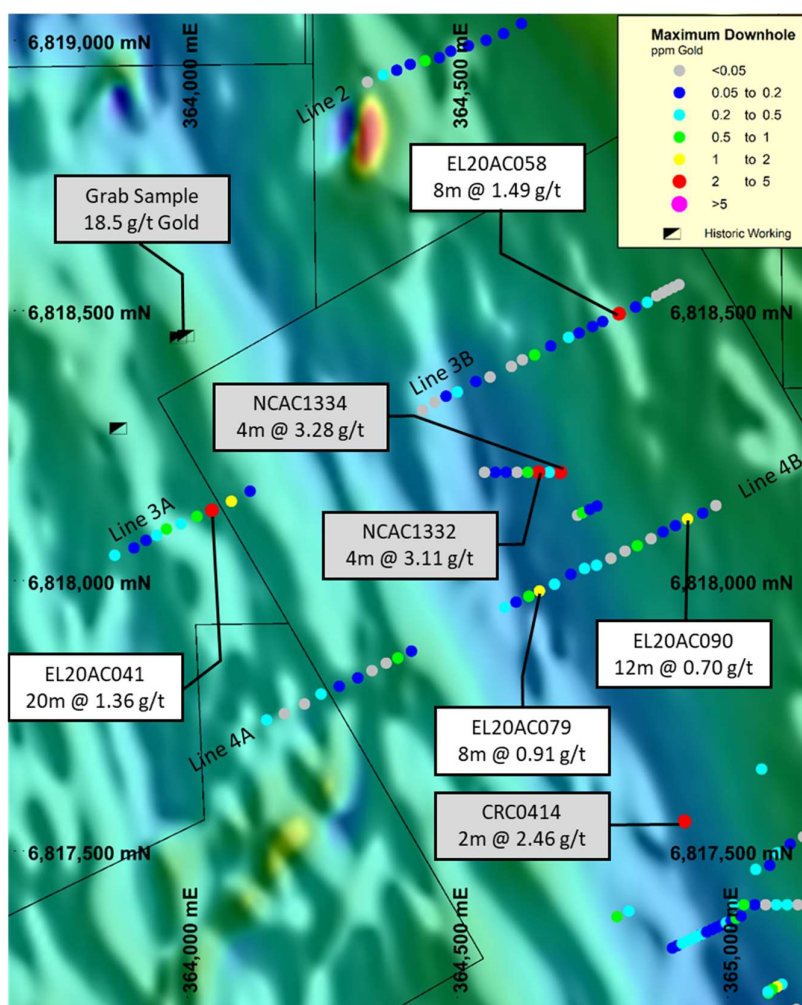 6,819,000 mN
364,000 mE
364,500 mE
Line 2
Maximum Downhole
ppm Gold
<0.05
0.05 to 0.2
0.2 to 0.5
0.5 to 1
1 to 2
2 to 5
>5
Historic Working
EL20AC058
8m @ 1.49 g/t
Grab Sample
18.5 g/t Gold
6,818,500 mN
6,818,500 mN
Line 3B
NCAC1334
4m @ 3.28 g/t
Line 4B
Line 3A
NCAC1332
4m @ 3.11 g/t
6,818,000 mN
6,818,000 mN
EL20AC041
20m @ 1.36 g/t
EL20AC090
12m @ 0.70 g/t
Line 4A
EL20AC079
8m @ 0.91 g/t
CRC0414
2m @ 2.46 g/t
6,817,500 mN
6,817,500 mN
364,000 mE
364,500 mE
365,000 mE